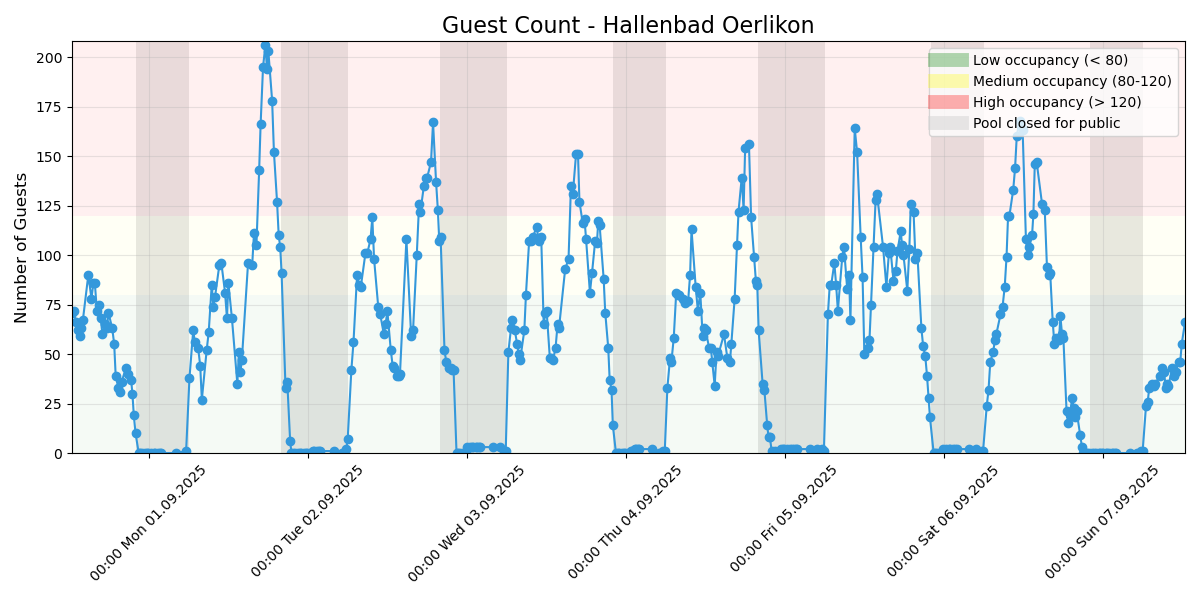 Guest Count - Hallenbad Oerlikon
Number of Guests
200
175
150
125
100
75
50
25
0
Low occupancy (< 80)
Medium occupancy (80-120)
High occupancy (> 120)
Pool closed for public
00:00 Mon 01.09.2025
00:00 Tue 02.09.2025
00:00 Wed 03.09.2025
00:00 Thu 04.09.2025
00:00 Fri 05.09.2025
00:00 Sat 06.09.2025
00:00 Sun 07.09.2025